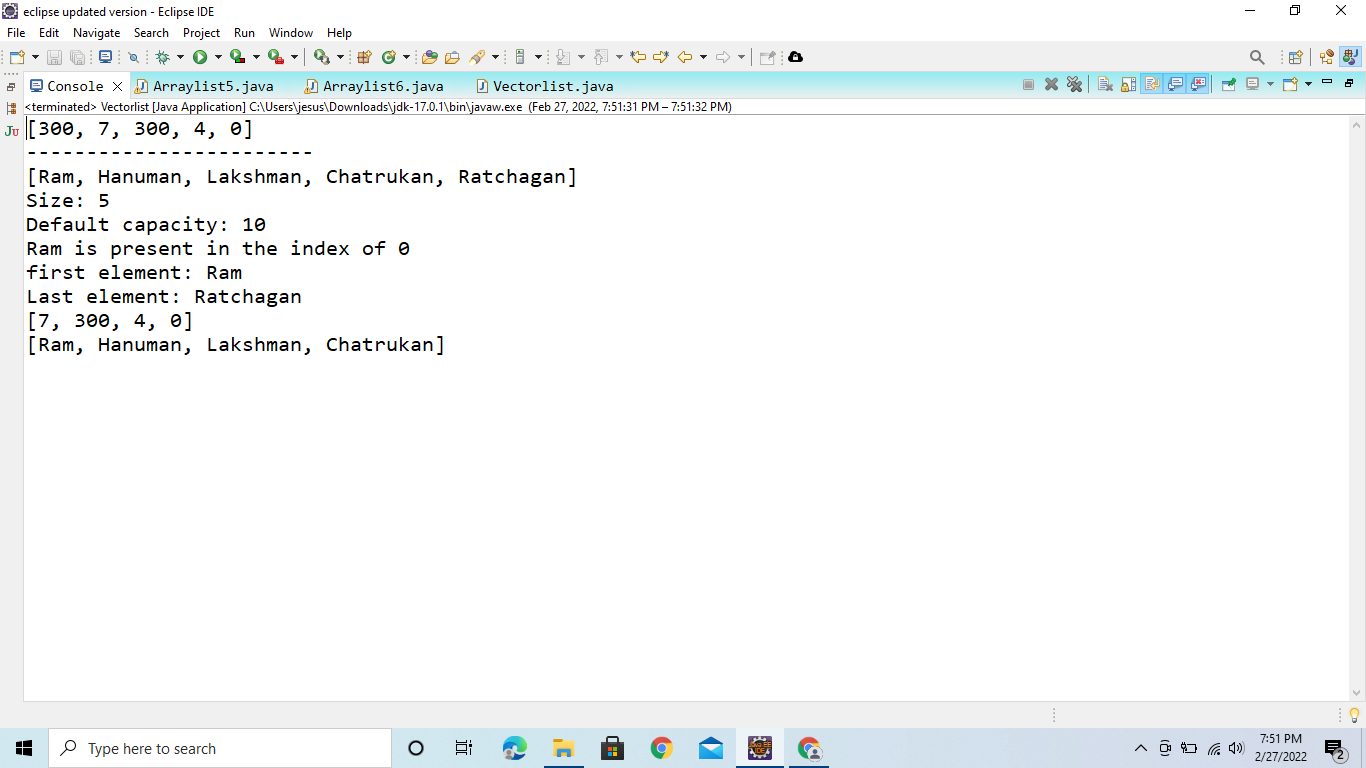 eclipse updated version - Eclipse IDE
File Edit Navigate Search Project Run Window Help
Console Arraylist5.java Arraylist6.java Vectorlist.java
<terminated> Vectorlist [Java Application] C:\Users\jesus\Downloads\jdk-17.0.1\bin\javaw.exe (Feb 27, 2022, 7:51:31 PM – 7:51:32 PM)
Ju
[300, 7, 300, 4, 0]
------------------------
[Ram, Hanuman, Lakshman, Chatrukan, Ratchagan]
Size: 5
Default capacity: 10
Ram is present in the index of 0
first element: Ram
Last element: Ratchagan
[7, 300, 4, 0]
[Ram, Hanuman, Lakshman, Chatrukan]
Type here to search
7:51 PM
2/27/2022
2